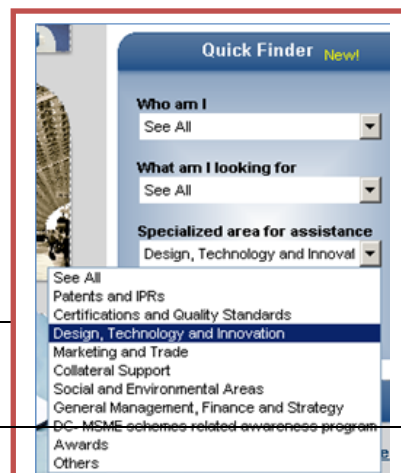 Quick Finder New!
Who am I
See All
What am I looking for
See All
Specialized area for assistance
Design, Technology and Innovat
See All
Patents and IPRs
Certifications and Quality Standards
Design, Technology and Innovation
Marketing and Trade
Collateral Support
Social and Environmental Areas
General Management, Finance and Strategy
DC- MSME schemes related awareness program
Awards
Others